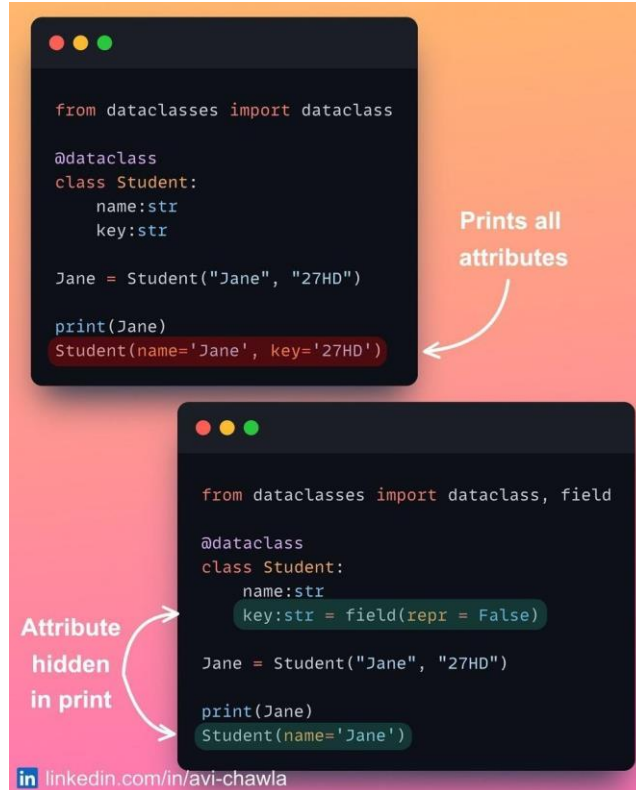 from dataclasses import dataclass
@dataclass
class Student:
name:str
key:str
Jane = Student("Jane", "27HD")
print(Jane)
Student(name='Jane', key='27HD')
Prints all
attributes
from dataclasses import dataclass, field
@dataclass
class Student:
name:str
key:str = field(repr = False)
Jane = Student("Jane", "27HD")
print(Jane)
Student(name='Jane')
Attribute
hidden
in print
in linkedin.com/in/avi-chawla